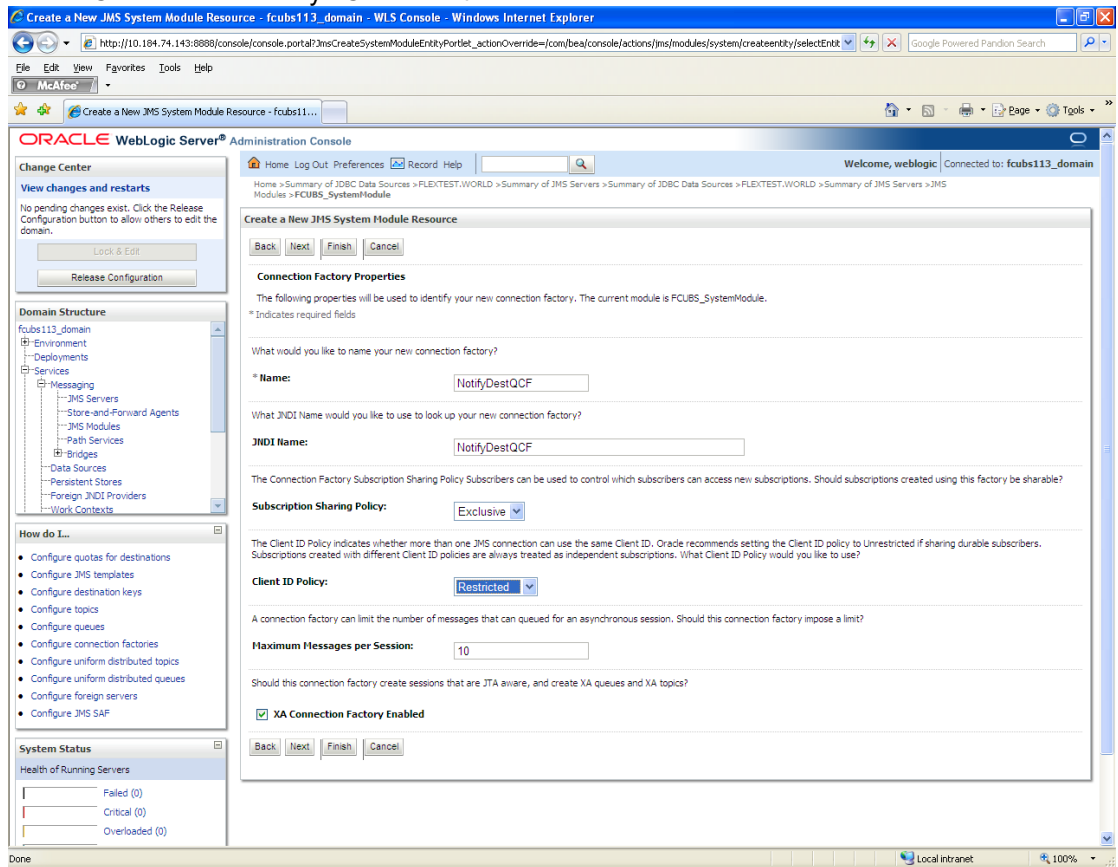 Create a New JMS System Module Resource - fcubs113_domain - WLS Console - Windows Internet Explorer
http://10.184.74.143:8888/console/console.portal?JmsCreateSystemModuleEntityPortlet_actionOverride=/com/bea/console/actions/jms/modules/system/createentity/selectEntit
Google Powered Pandion Search
File Edit View Favorites Tools Help
McAfee
Create a New JMS System Module Resource - fcubs11...
Page Tools
ORACLE WebLogic Server® Administration Console
Change Center
View changes and restarts
No pending changes exist. Click the Release
Configuration button to allow others to edit the
domain.
Lock & Edit
Release Configuration
Domain Structure
fcubs113_domain
Environment
Deployments
Services
Messaging
JMS Servers
Store-and-Forward Agents
JMS Modules
Path Services
Bridges
Data Sources
Persistent Stores
Foreign JNDI Providers
Work Contexts
How do I...
Configure quotas for destinations
Configure JMS templates
Configure destination keys
Configure topics
Configure queues
Configure connection factories
Configure uniform distributed topics
Configure uniform distributed queues
Configure foreign servers
Configure JMS SAF
System Status
Health of Running Servers
Failed (0)
Critical (0)
Overloaded (0)
Home Log Out Preferences Record Help
Welcome, weblogic Connected to: fcubs113_domain
Home >Summary of JDBC Data Sources >FLEXTEST.WORLD >Summary of JMS Servers >Summary of JDBC Data Sources >FLEXTEST.WORLD >Summary of JMS Servers >JMS
Modules >FCUBS_SystemModule
Create a New JMS System Module Resource
Back Next Finish Cancel
Connection Factory Properties
The following properties will be used to identify your new connection factory. The current module is FCUBS_SystemModule.
* Indicates required fields
What would you like to name your new connection factory?
* Name: NotifyDestQCF
What JNDI Name would you like to use to look up your new connection factory?
JNDI Name: NotifyDestQCF
The Connection Factory Subscription Sharing Policy Subscribers can be used to control which subscribers can access new subscriptions. Should subscriptions created using this factory be sharable?
Subscription Sharing Policy: Exclusive
The Client ID Policy indicates whether more than one JMS connection can use the same Client ID. Oracle recommends setting the Client ID policy to Unrestricted if sharing durable subscribers.
Subscriptions created with different Client ID policies are always treated as independent subscriptions. What Client ID Policy would you like to use?
Client ID Policy: Restricted
A connection factory can limit the number of messages that can queued for an asynchronous session. Should this connection factory impose a limit?
Maximum Messages per Session: 10
Should this connection factory create sessions that are JTA aware, and create XA queues and XA topics?
XA Connection Factory Enabled
Back Next Finish Cancel
Done
Local intranet
100%